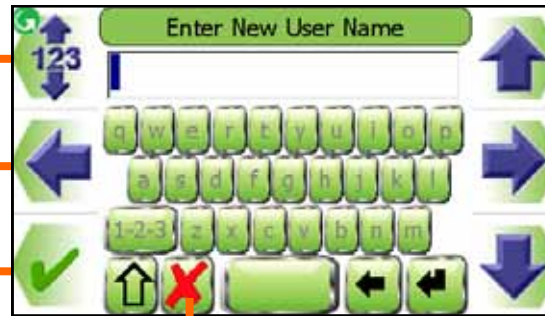 Enter New User Name
123
q w e r t y u i o p
a s d f g h j k l
1-2-3 z x c v b n m